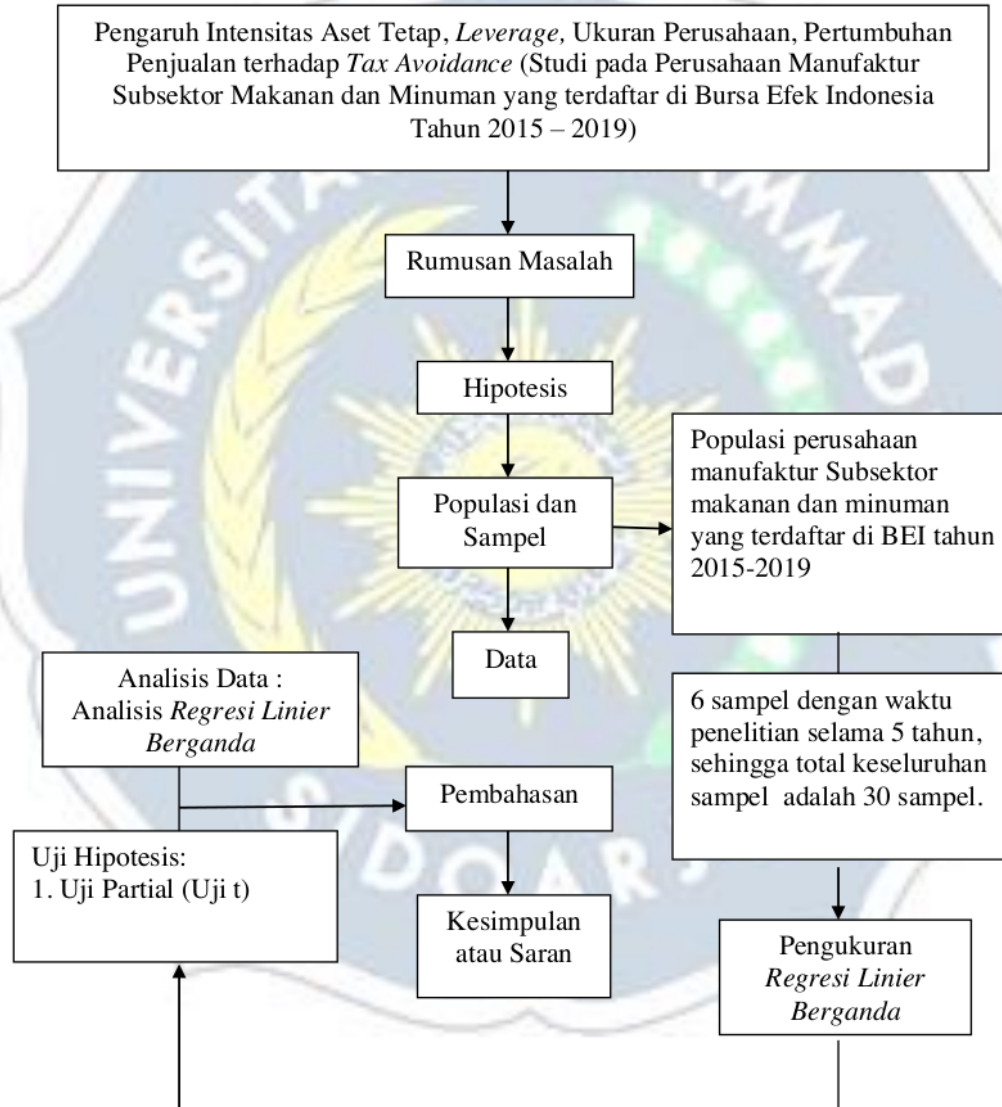 Pengaruh Intensitas Aset Tetap, Leverage, Ukuran Perusahaan, Pertumbuhan
Penjualan terhadap Tax Avoidance (Studi pada Perusahaan Manufaktur
Subsektor Makanan dan Minuman yang terdaftar di Bursa Efek Indonesia
Tahun 2015 – 2019)
Rumusan Masalah
Hipotesis
Populasi dan
Sampel
Populasi perusahaan
manufaktur Subsektor
makanan dan minuman
yang terdaftar di BEI tahun
2015-2019
Data
6 sampel dengan waktu
penelitian selama 5 tahun,
sehingga total keseluruhan
sampel adalah 30 sampel.
Pengukuran
Regresi Linier
Berganda
Analisis Data :
Analisis Regresi Linier
Berganda
Uji Hipotesis:
1. Uji Partial (Uji t)
Pembahasan
Kesimpulan
atau Saran